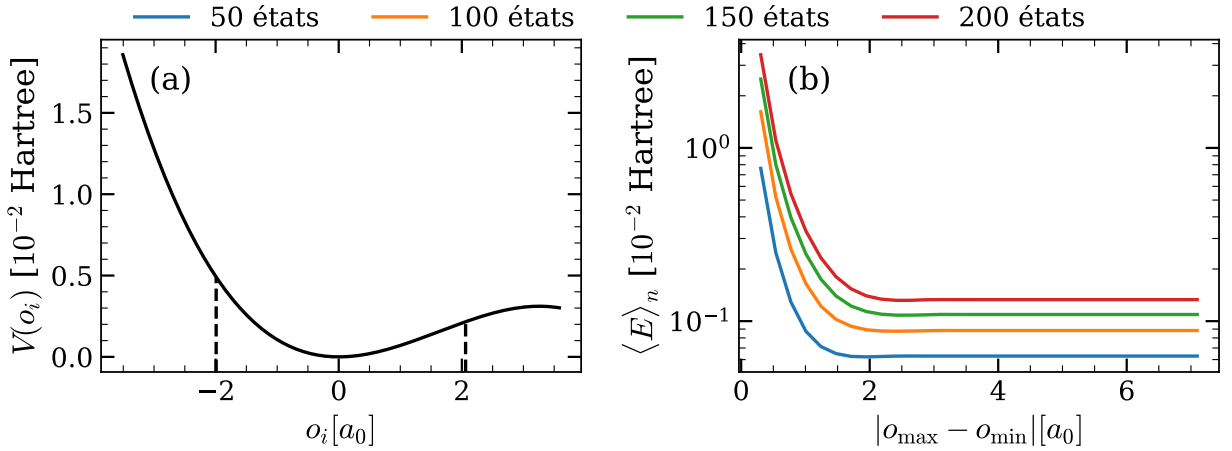 50 états 100 états 150 états 200 états
(a)
V(o_i) [10^{-2} Hartree]
1.5
1.0
0.5
0.0
−2 0 2
o_i[a_0]
(b)
⟨E⟩_n [10^{-2} Hartree]
10^0
10^{-1}
0 2 4 6
|o_max − o_min|[a_0]